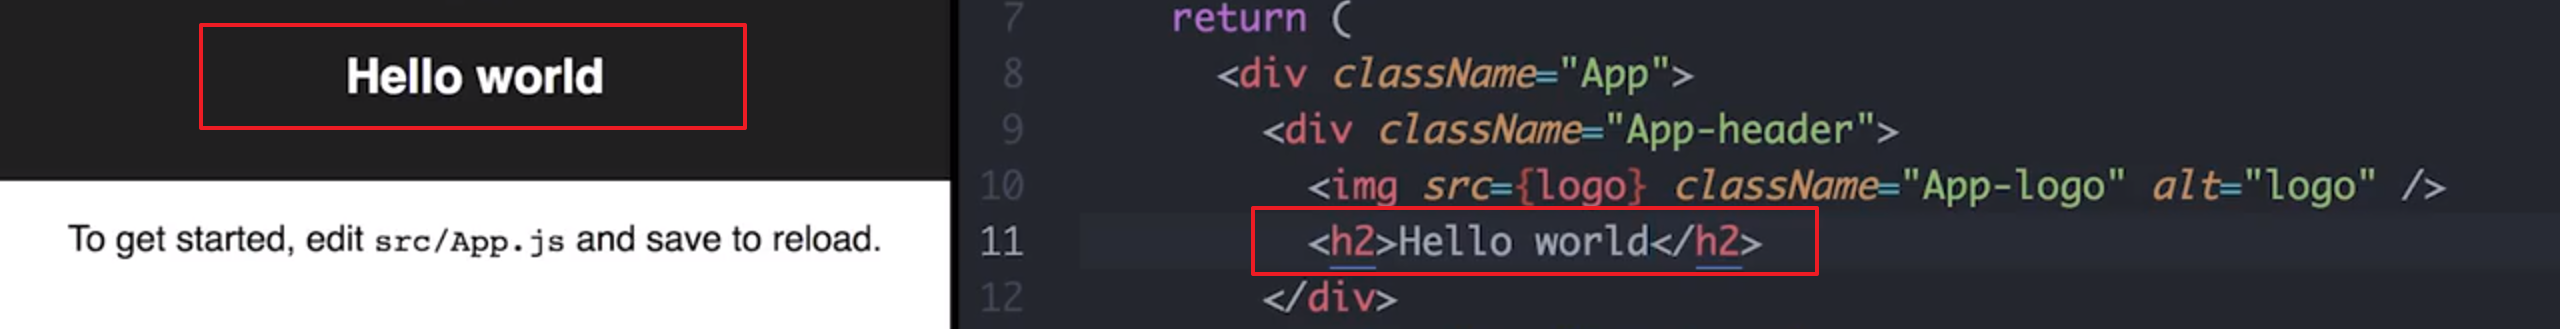 Hello world
To get started, edit src/App.js and save to reload.
7 return (
8 <div className="App">
9 <div className="App-header">
10 <img src={logo} className="App-logo" alt="logo" />
11 <h2>Hello world</h2>
12 </div>